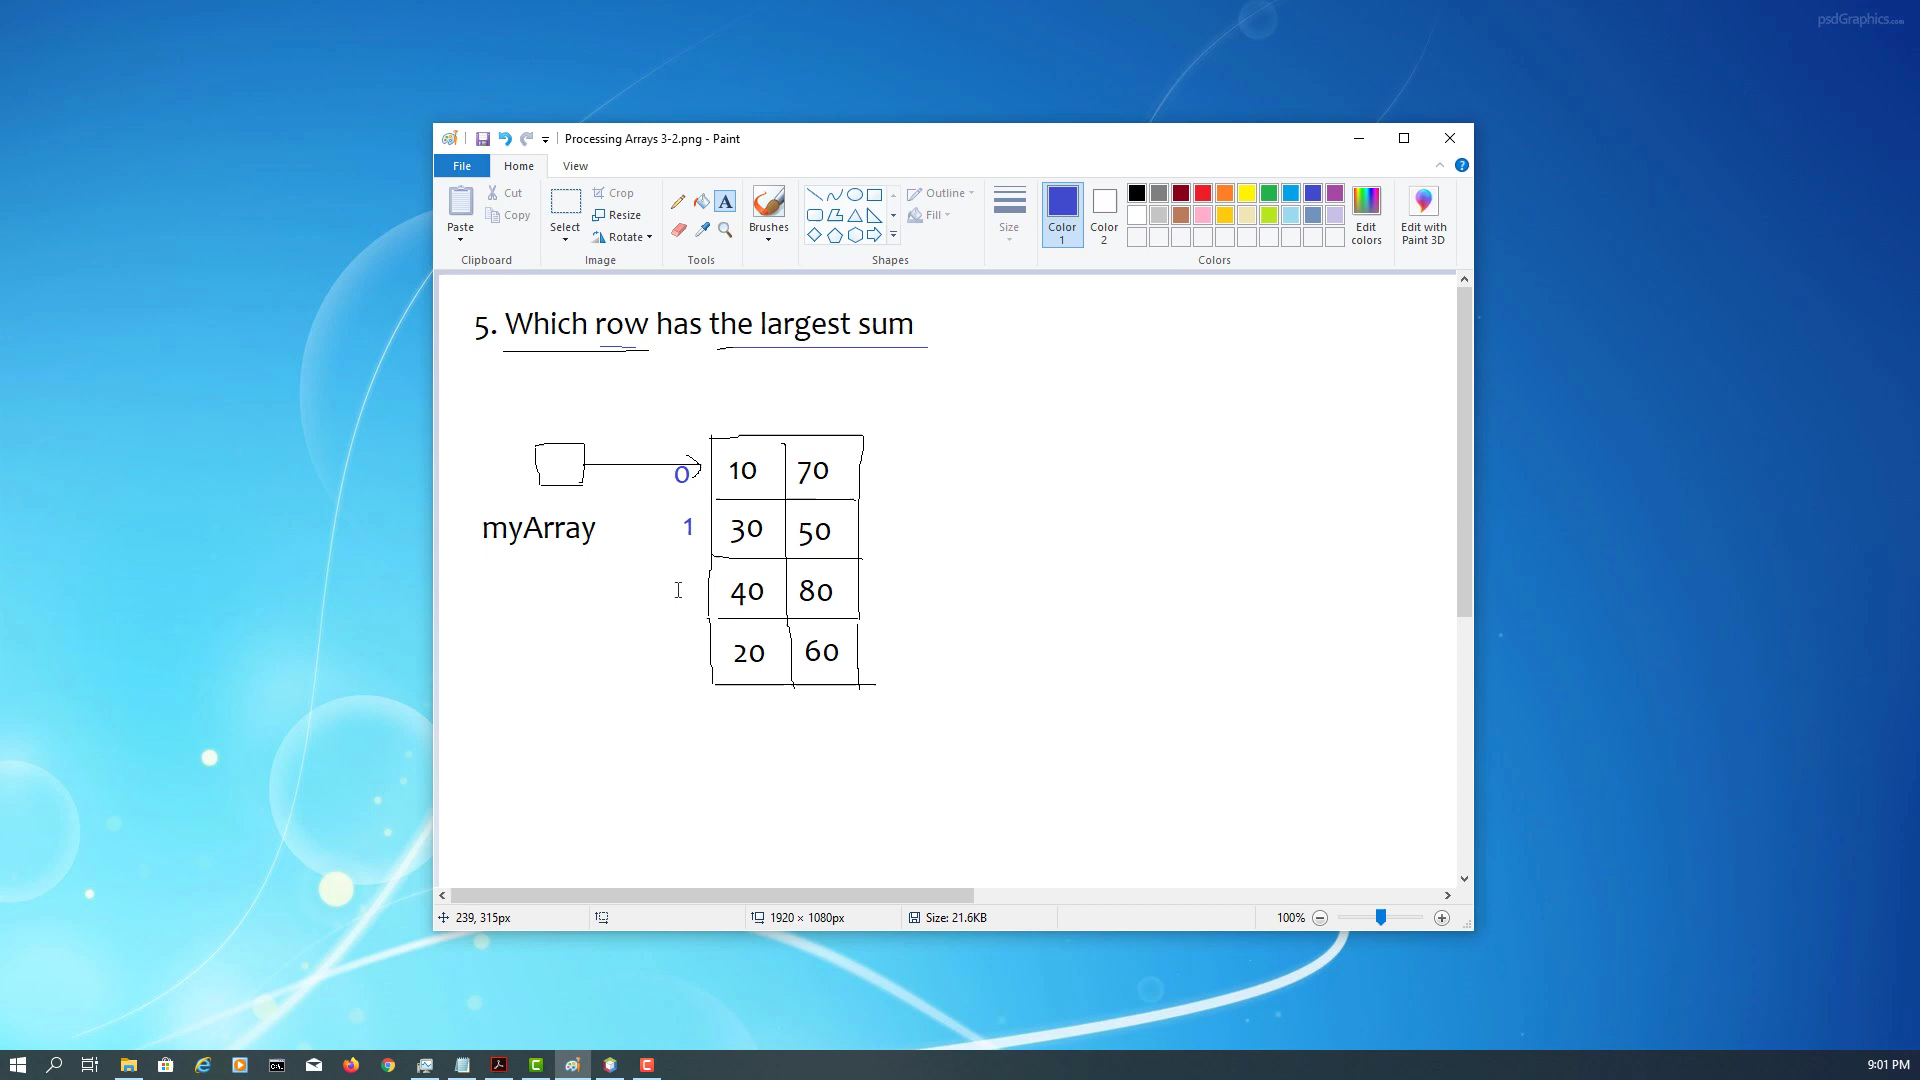 psdGraphics.com
Processing Arrays 3-2.png - Paint
File Home View
Paste
Cut
Copy
Clipboard
Select
Crop
Resize
Rotate
Image
A
Tools
Brushes
Outline
Fill
Shapes
Size
Color 1
Color 2
Edit colors
Colors
Edit with Paint 3D
5. Which row has the largest sum
0 10 70
myArray 1 30 50
40 80
20 60
239, 315px
1920 × 1080px
Size: 21.6KB
100%
9:01 PM